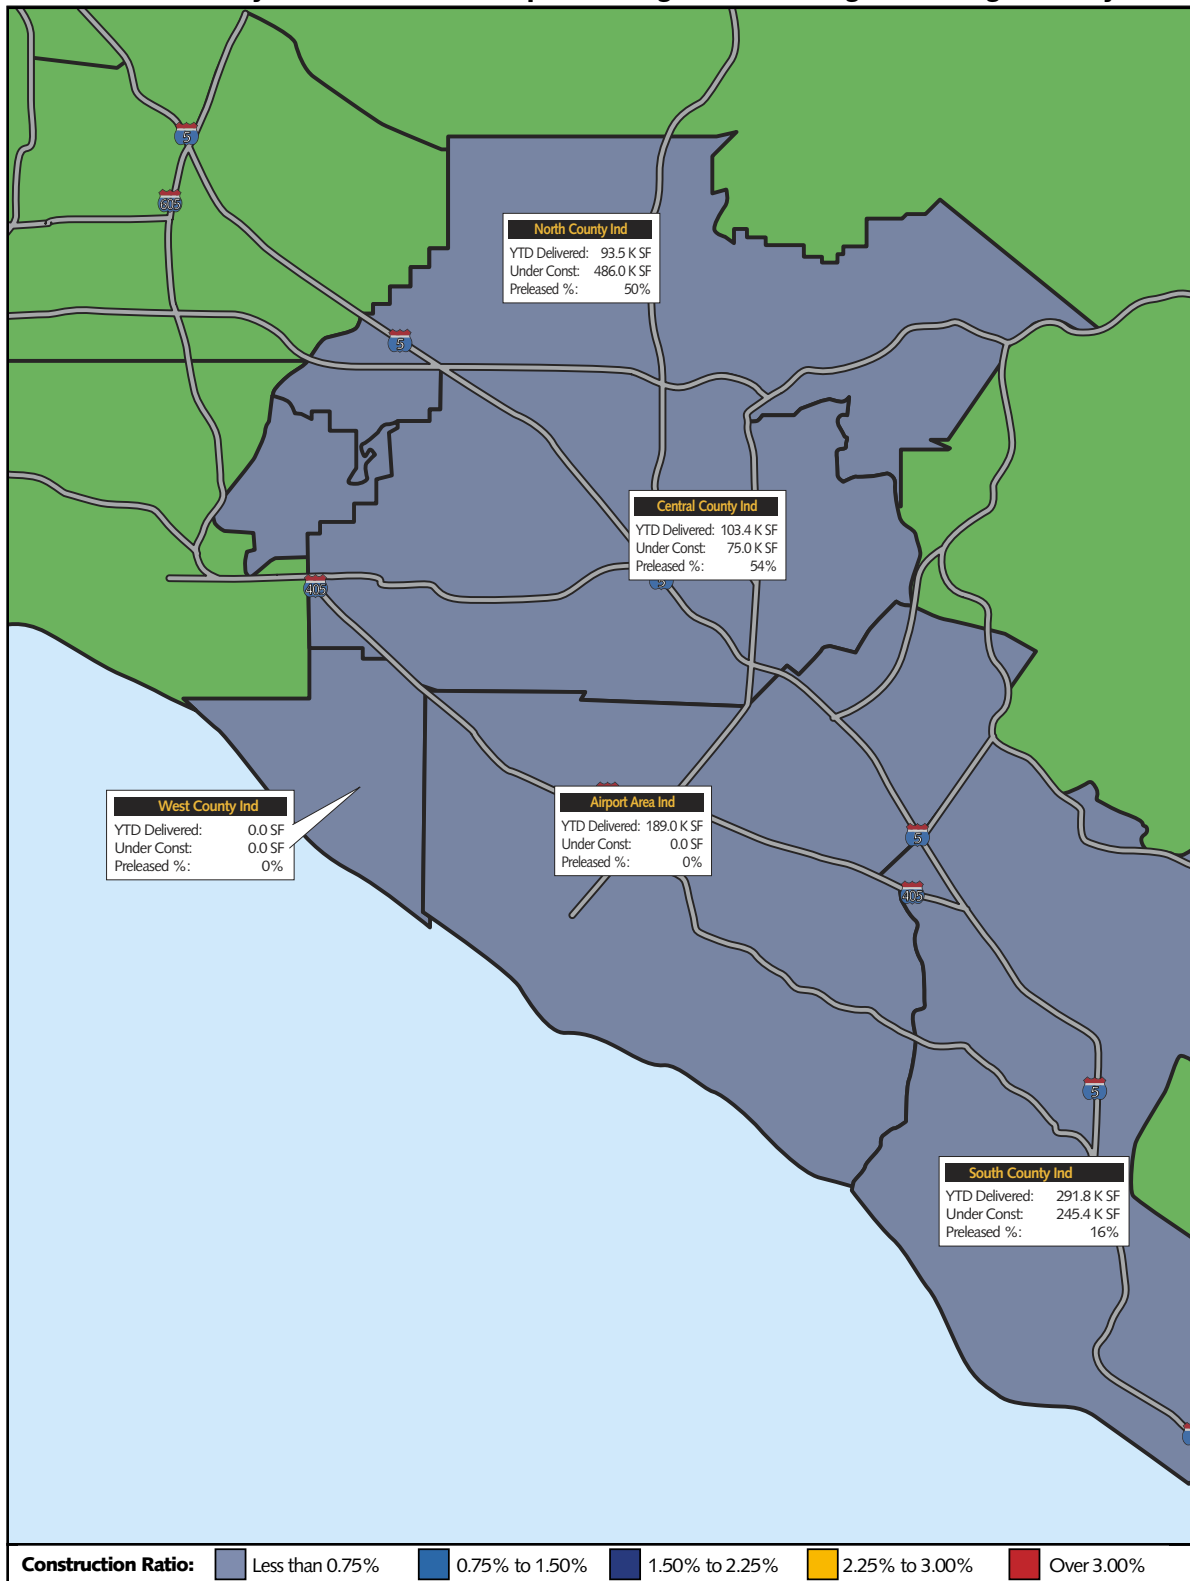 5
605
North County Ind
YTD Delivered: 93.5 K SF
Under Const: 486.0 K SF
Preleased %: 50%
5
Central County Ind
YTD Delivered: 103.4 K SF
Under Const: 75.0 K SF
Preleased %: 54%
5
405
West County Ind
YTD Delivered: 0.0 SF
Under Const: 0.0 SF
Preleased %: 0%
Airport Area Ind
YTD Delivered: 189.0 K SF
Under Const: 0.0 SF
Preleased %: 0%
5
405
5
South County Ind
YTD Delivered: 291.8 K SF
Under Const: 245.4 K SF
Preleased %: 16%
Construction Ratio: Less than 0.75% 0.75% to 1.50% 1.50% to 2.25% 2.25% to 3.00% Over 3.00%